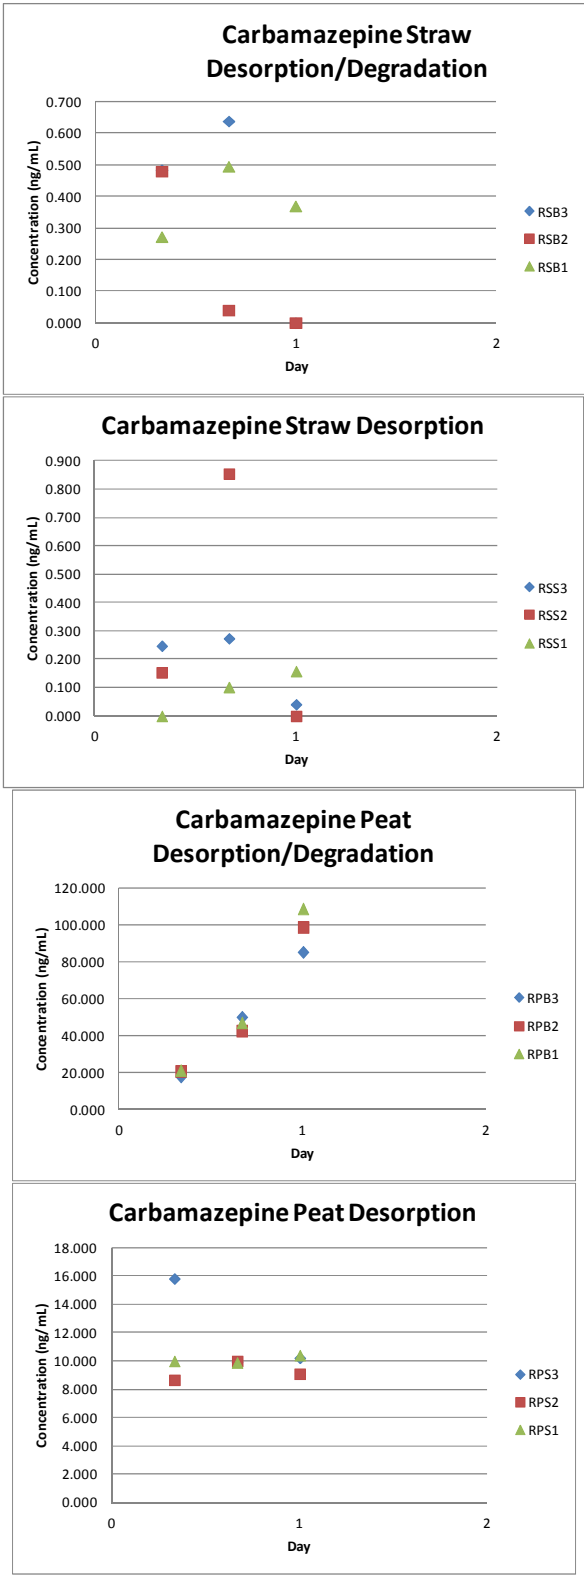 Carbamazepine Straw
Desorption/Degradation
Concentration (ng/mL)
0.700
0.600
0.500
0.400
0.300
0.200
0.100
0.000
0
1
2
Day
RSB3
RSB2
RSB1
Carbamazepine Straw Desorption
Concentration (ng/mL)
0.900
0.800
0.700
0.600
0.500
0.400
0.300
0.200
0.100
0.000
0
1
2
Day
RSS3
RSS2
RSS1
Carbamazepine Peat
Desorption/Degradation
Concentration (ng/mL)
120.000
100.000
80.000
60.000
40.000
20.000
0.000
0
1
2
Day
RPB3
RPB2
RPB1
Carbamazepine Peat Desorption
Concentration (ng/mL)
18.000
16.000
14.000
12.000
10.000
8.000
6.000
4.000
2.000
0.000
0
1
2
Day
RPS3
RPS2
RPS1